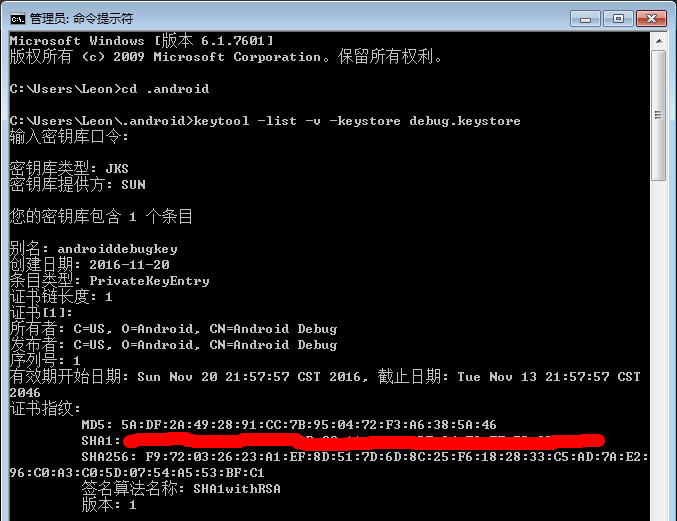 管理员: 命令提示符
Microsoft Windows [版本 6.1.7601]
版权所有 (c) 2009 Microsoft Corporation。保留所有权利。
C:\Users\Leon>cd .android
C:\Users\Leon\.android>keytool -list -v -keystore debug.keystore
输入密钥库口令:
密钥库类型: JKS
密钥库提供方: SUN
您的密钥库包含 1 个条目
别名: androiddebugkey
创建日期: 2016-11-20
条目类型: PrivateKeyEntry
证书链长度: 1
证书[1]:
所有者: C=US, O=Android, CN=Android Debug
发布者: C=US, O=Android, CN=Android Debug
序列号: 1
有效期开始日期: Sun Nov 20 21:57:57 CST 2016, 截止日期: Tue Nov 13 21:57:57 CST
2046
证书指纹:
MD5: 5A:DF:2A:49:28:91:CC:7B:95:04:72:F3:A6:38:5A:46
SHA1:
SHA256: F9:72:03:26:23:A1:EF:8D:51:7D:6D:8C:25:F6:18:28:33:C5:AD:7A:E2:
96:C0:A3:C0:5D:07:54:A5:53:BF:C1
签名算法名称: SHA1withRSA
版本: 1